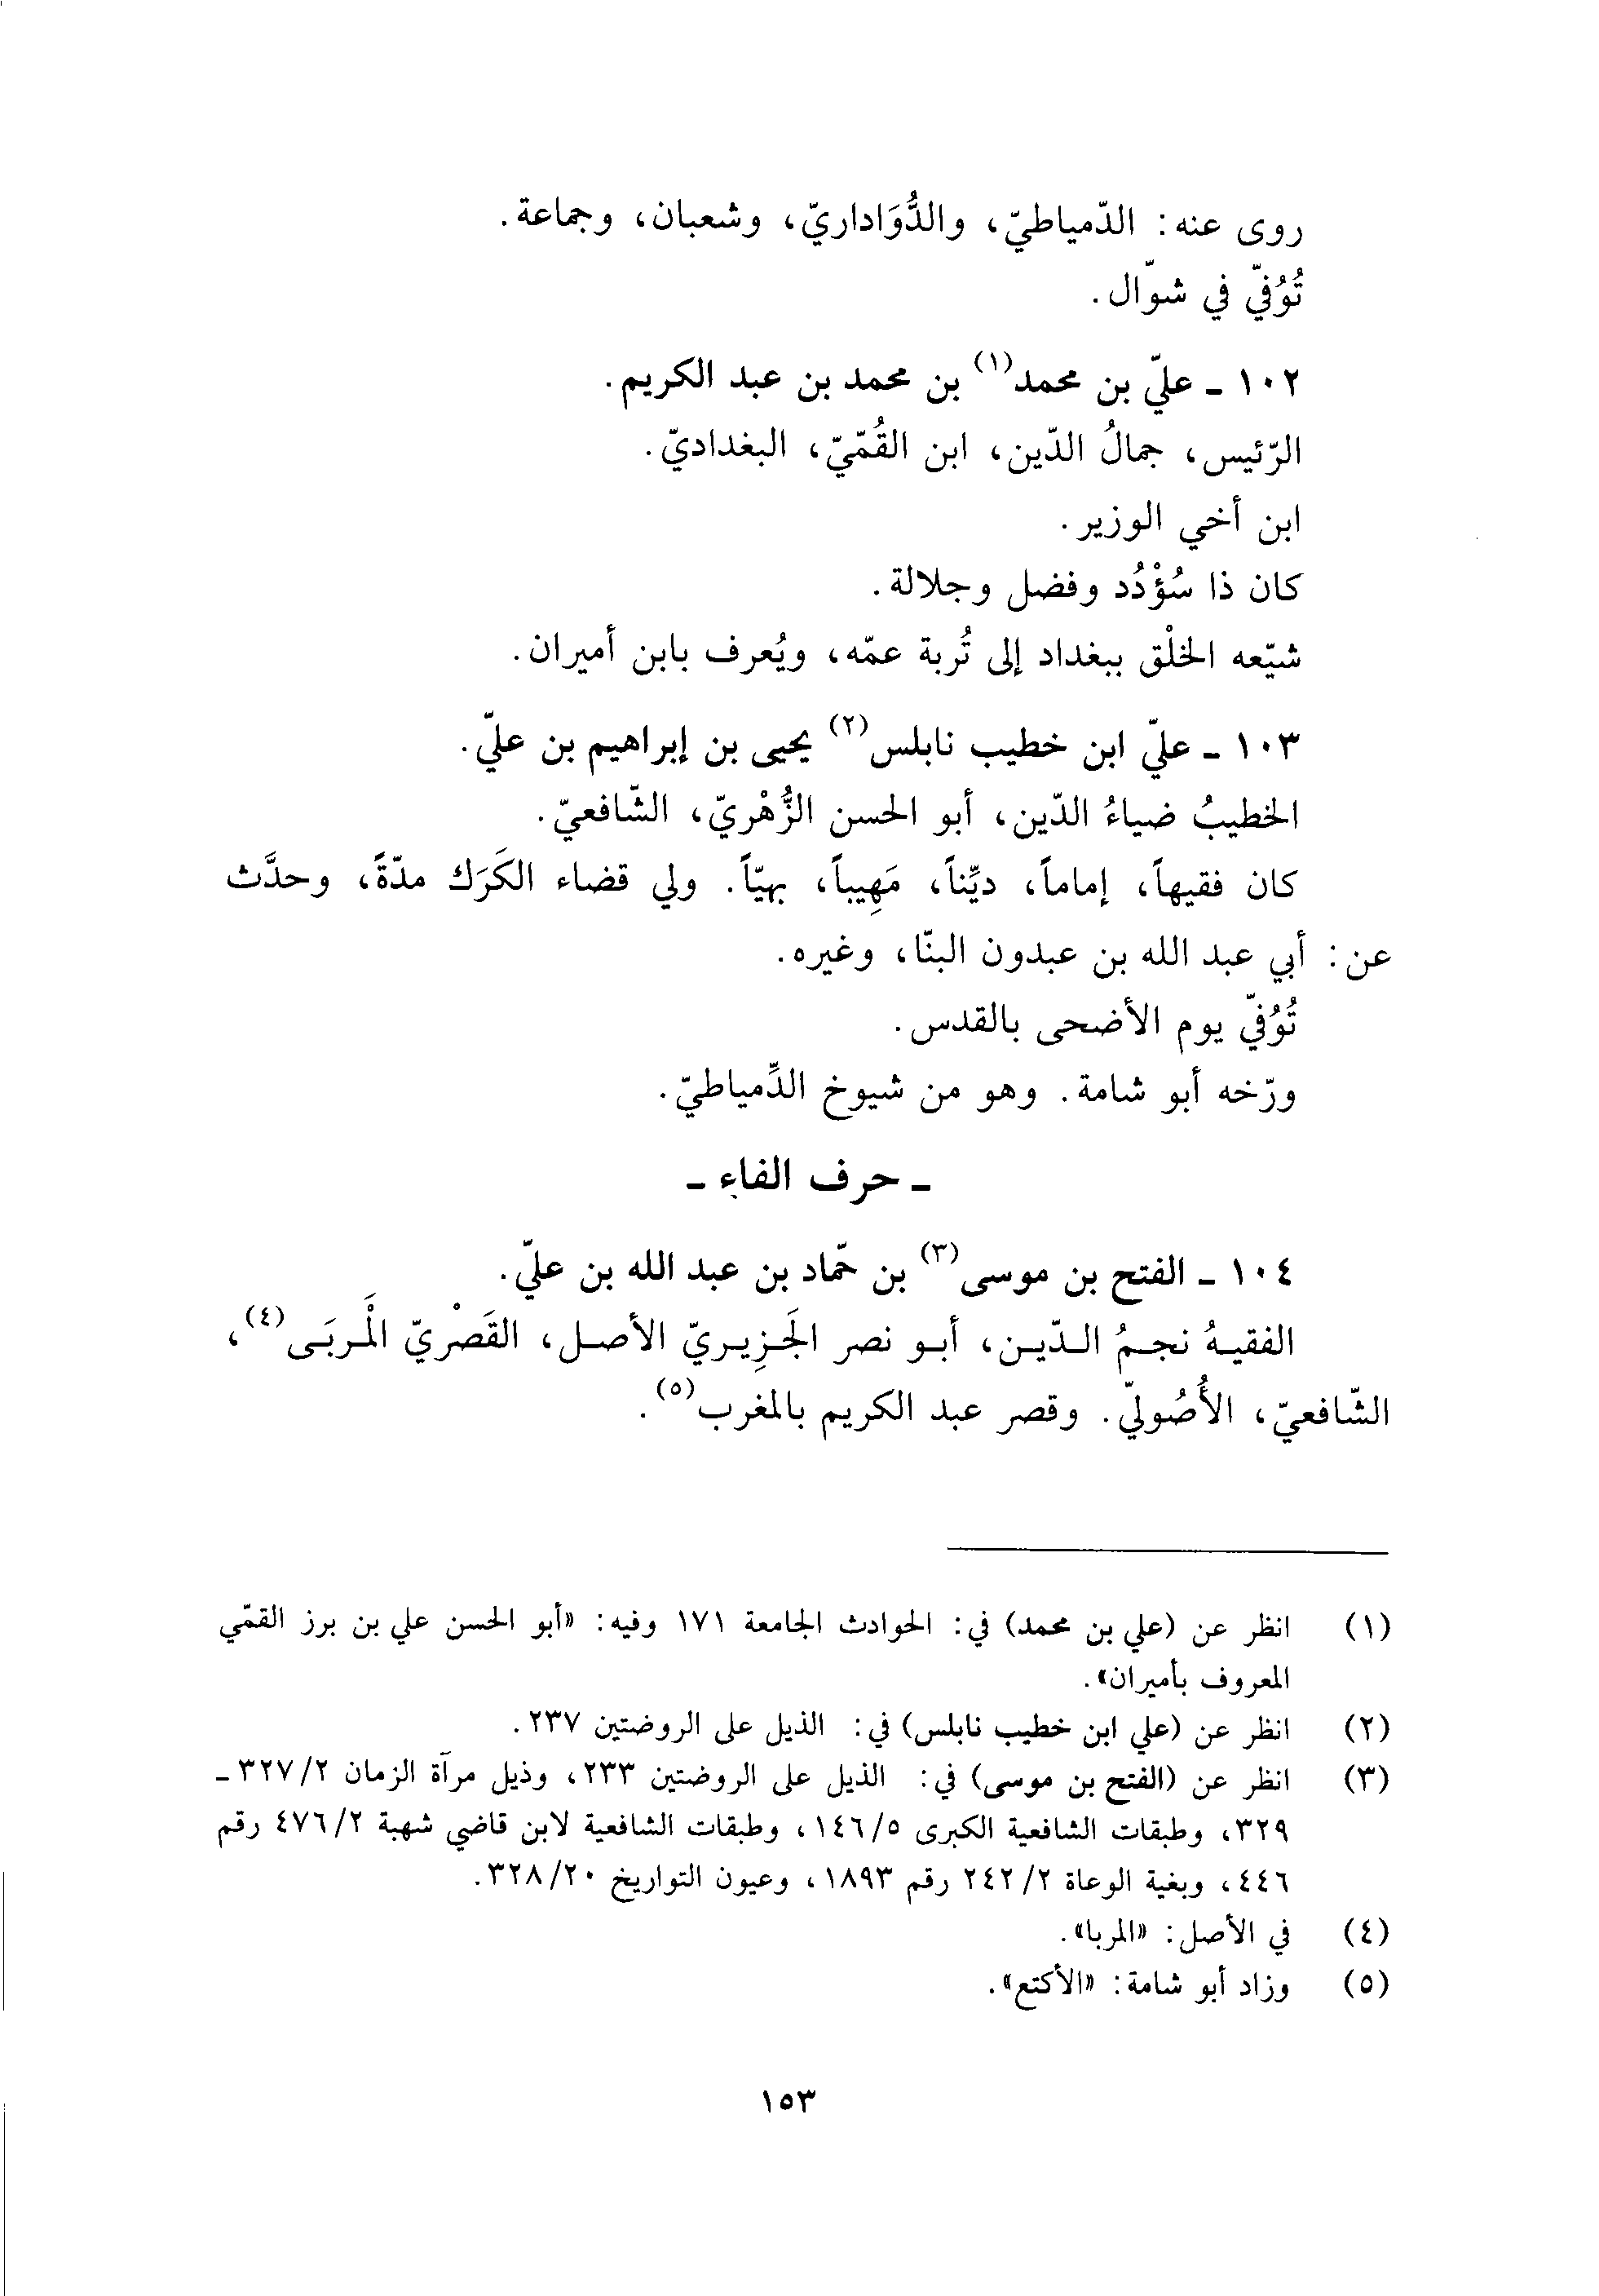 روى عنه: الدّمياطيّ، والدُّوَاداريّ، وشعبان، وجماعة.
تُوُفّي في شوّال.
١٠٢ ـ عليّ بن محمد(١) بن محمد بن عبد الكريم.
الرّئيس، جمالُ الدّين، ابن القُمّيّ، البغداديّ.
ابن أخي الوزير.
كان ذا سُؤْدُد وفضل وجلالة.
شيّعه الخلْق ببغداد إلى تُربة عمّه، ويُعرف بابن أميران.
١٠٣ ـ عليّ ابن خطيب نابلس(٢) يحيى بن إبراهيم بن عليّ.
الخطيبُ ضياءُ الدّين، أبو الحسن الزُّهْريّ، الشّافعيّ.
كان فقيهاً، إماماً، ديِّناً، مَهِيباً، بهيّاً. ولي قضاء الكَرَك مدّةً، وحدَّث
عن: أبي عبد الله بن عبدون البنّا، وغيره.
تُوُفّي يوم الأضحى بالقدس.
ورّخه أبو شامة. وهو من شيوخ الدِّمياطيّ.
ـ حرف الفاء ـ
١٠٤ ـ الفتح بن موسى(٣) بن حمّاد بن عبد الله بن عليّ.
الفقيهُ نجمُ الدّين، أبو نصر الجَزِيريّ الأصل، القَصْريّ الْمَربَى(٤)،
الشّافعيّ، الأُصُوليّ. وقصر عبد الكريم بالمغرب(٥).
(١) انظر عن (علي بن محمد) في: الحوادث الجامعة ١٧١ وفيه: «أبو الحسن علي بن برز القمّي
المعروف بأميران».
(٢) انظر عن (علي ابن خطيب نابلس) في: الذيل على الروضتين ٢٣٧.
(٣) انظر عن (الفتح بن موسى) في: الذيل على الروضتين ٢٣٣، وذيل مرآة الزمان ٣٢٧/٢ ـ
٣٢٩، وطبقات الشافعية الكبرى ١٤٦/٥، وطبقات الشافعية لابن قاضي شهبة ٤٧٦/٢ رقم
٤٤٦، وبغية الوعاة ٢٤٢/٢ رقم ١٨٩٣، وعيون التواريخ ٣٢٨/٢٠.
(٤) في الأصل: «المربا».
(٥) وزاد أبو شامة: «الأكتع».
١٥٣